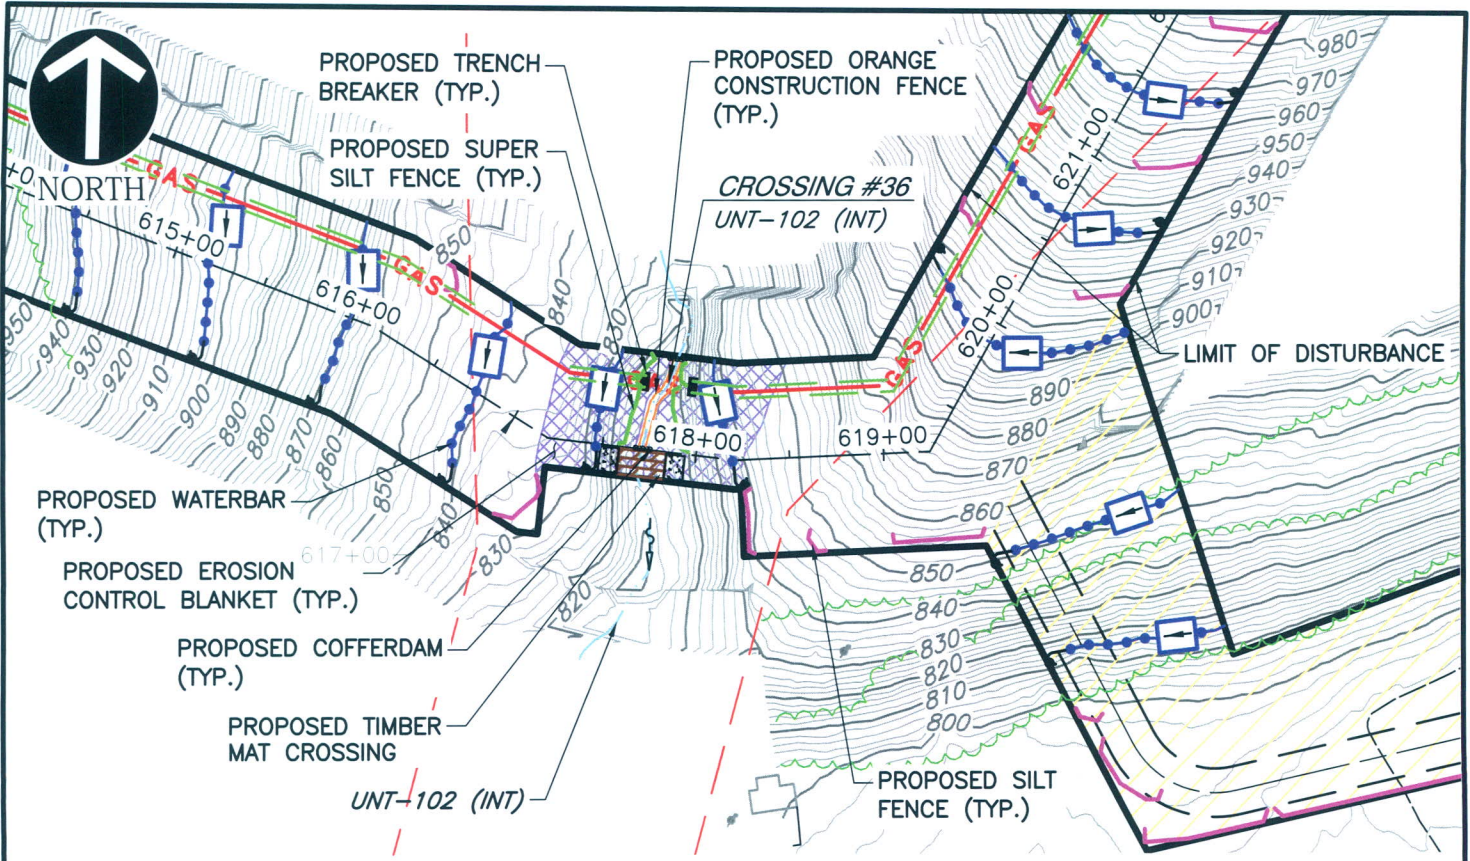 NORTH
PROPOSED TRENCH
BREAKER (TYP.)
PROPOSED SUPER
SILT FENCE (TYP.)
PROPOSED ORANGE
CONSTRUCTION FENCE
(TYP.)
CROSSING #36
UNT-102 (INT)
GAS
615+00
616+00
GAS
850
840
830
618+00
619+00
GAS
620+00
GAS
621+00
980
970
960
950
940
930
920
910
900
890
880
870
860
850
840
830
820
810
800
LIMIT OF DISTURBANCE
950
940
930
920
910
900
890
880
870
860
850
840
830
820
617+00
PROPOSED WATERBAR
(TYP.)
PROPOSED EROSION
CONTROL BLANKET (TYP.)
PROPOSED COFFERDAM
(TYP.)
PROPOSED TIMBER
MAT CROSSING
UNT-102 (INT)
PROPOSED SILT
FENCE (TYP.)